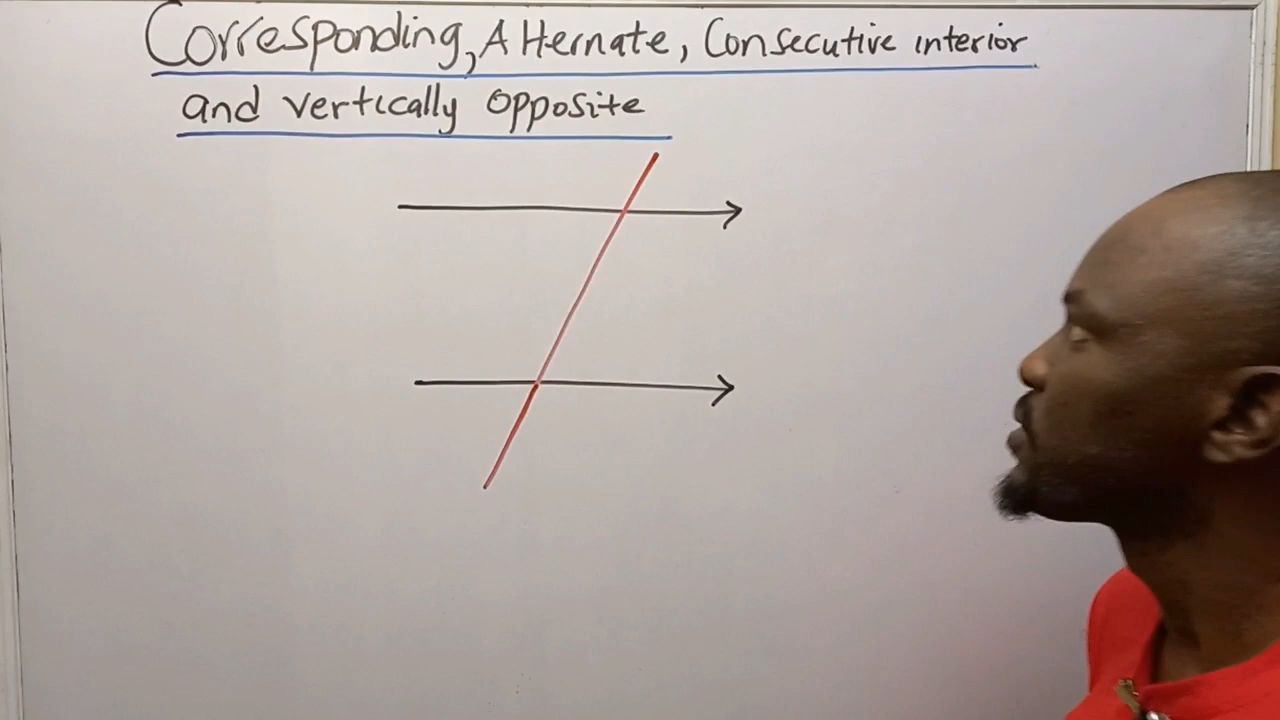 Corresponding, Alternate, Consecutive interior
and vertically opposite